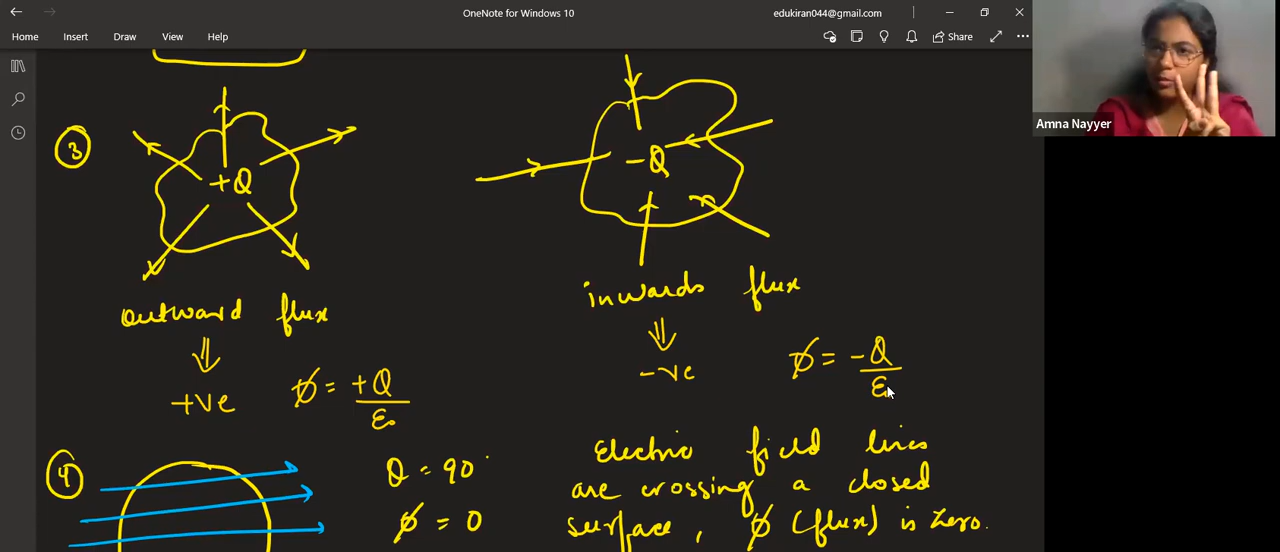 OneNote for Windows 10
edukiran044@gmail.com
Home Insert Draw View Help
Share
Amna Nayyer
3
+Q
-Q
outward flux
⇓
+ve
ϕ = +Q/ε₀
inwards flux
⇓
-ve
ϕ = -Q/ε₀
4
Q = 90°
ϕ = 0
Electric field lines
are crossing a closed
surface, ϕ (flux) is zero.